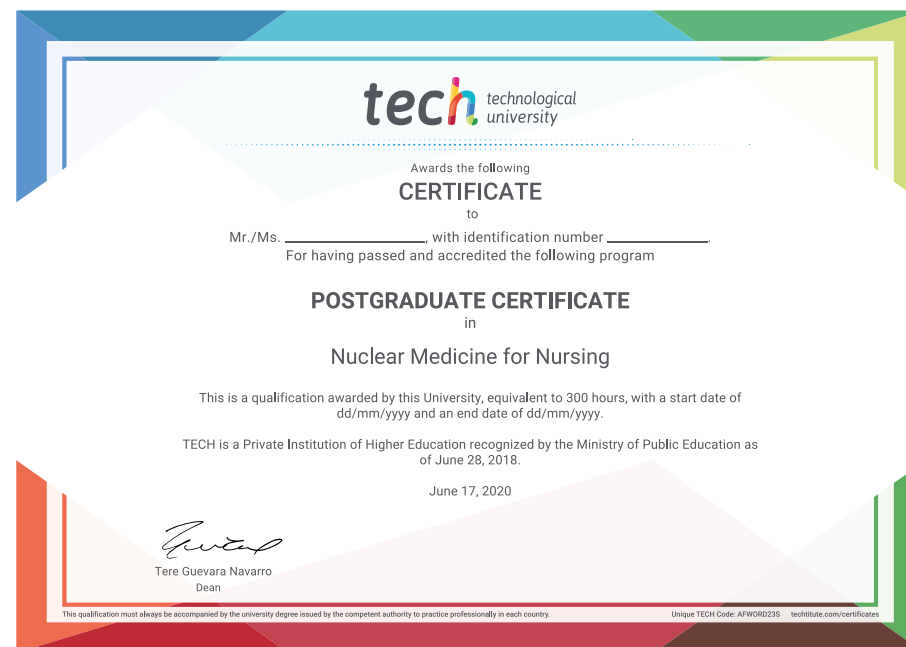 tech technological
university
Awards the following
CERTIFICATE
to
Mr./Ms. ____________________, with identification number ______________.
For having passed and accredited the following program
POSTGRADUATE CERTIFICATE
in
Nuclear Medicine for Nursing
This is a qualification awarded by this University, equivalent to 300 hours, with a start date of
dd/mm/yyyy and an end date of dd/mm/yyyy.
TECH is a Private Institution of Higher Education recognized by the Ministry of Public Education as
of June 28, 2018.
June 17, 2020
Tere Guevara Navarro
Dean
This qualification must always be accompanied by the university degree issued by the competent authority to practice professionally in each country. Unique TECH Code: AFWORD23S techtitute.com/certificates